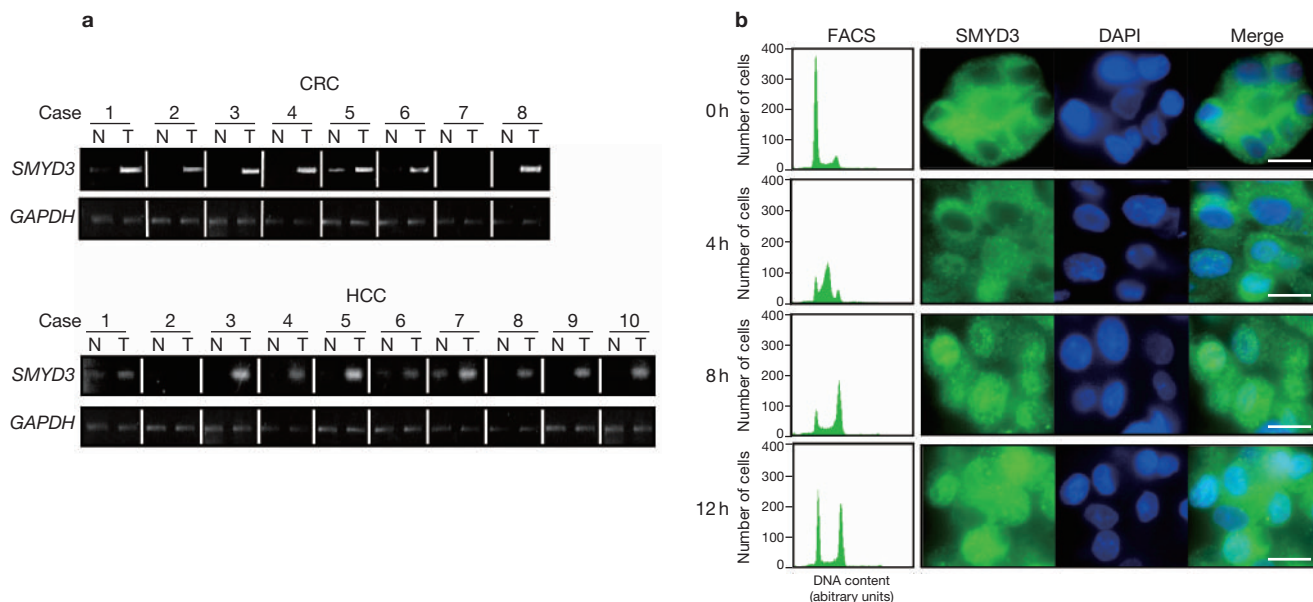 a
CRC
Case 1 2 3 4 5 6 7 8
N T N T N T N T N T N T N T N T
SMYD3
GAPDH
HCC
Case 1 2 3 4 5 6 7 8 9 10
N T N T N T N T N T N T N T N T N T N T
SMYD3
GAPDH
b
FACS SMYD3 DAPI Merge
0 h
Number of cells
400
300
200
100
0
4 h
Number of cells
400
300
200
100
0
8 h
Number of cells
400
300
200
100
0
12 h
Number of cells
400
300
200
100
0
DNA content
(abitrary units)